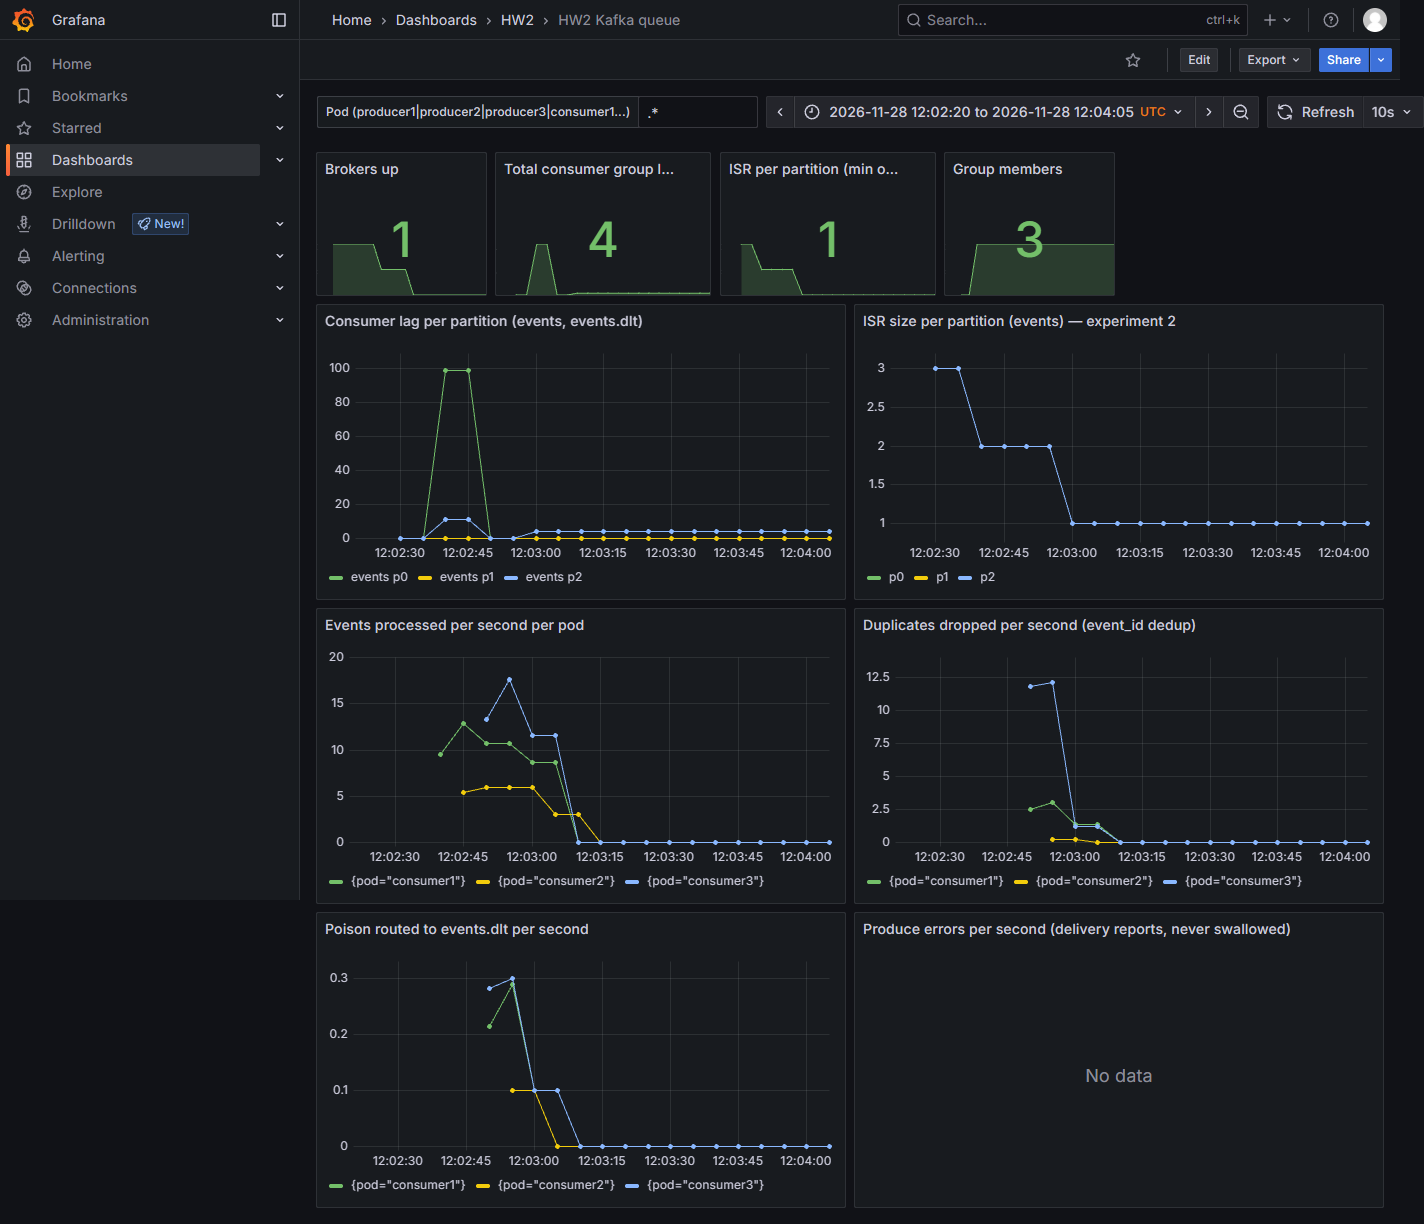 Grafana
Home › Dashboards › HW2 › HW2 Kafka queue
Search...
ctrl+k
Home
Bookmarks
Starred
Dashboards
Explore
Drilldown New!
Alerting
Connections
Administration
Edit
Export
Share
Pod (producer1|producer2|producer3|consumer1...) .*
2026-11-28 12:02:20 to 2026-11-28 12:04:05 UTC
Refresh 10s
Brokers up
1
Total consumer group l...
4
ISR per partition (min o...
1
Group members
3
Consumer lag per partition (events, events.dlt)
100
80
60
40
20
0
12:02:30 12:02:45 12:03:00 12:03:15 12:03:30 12:03:45 12:04:00
events p0 events p1 events p2
ISR size per partition (events) — experiment 2
3
2.5
2
1.5
1
12:02:30 12:02:45 12:03:00 12:03:15 12:03:30 12:03:45 12:04:00
p0 p1 p2
Events processed per second per pod
20
15
10
5
0
12:02:30 12:02:45 12:03:00 12:03:15 12:03:30 12:03:45 12:04:00
{pod="consumer1"} {pod="consumer2"} {pod="consumer3"}
Duplicates dropped per second (event_id dedup)
12.5
10
7.5
5
2.5
0
12:02:30 12:02:45 12:03:00 12:03:15 12:03:30 12:03:45 12:04:00
{pod="consumer1"} {pod="consumer2"} {pod="consumer3"}
Poison routed to events.dlt per second
0.3
0.2
0.1
0
12:02:30 12:02:45 12:03:00 12:03:15 12:03:30 12:03:45 12:04:00
{pod="consumer1"} {pod="consumer2"} {pod="consumer3"}
Produce errors per second (delivery reports, never swallowed)
No data